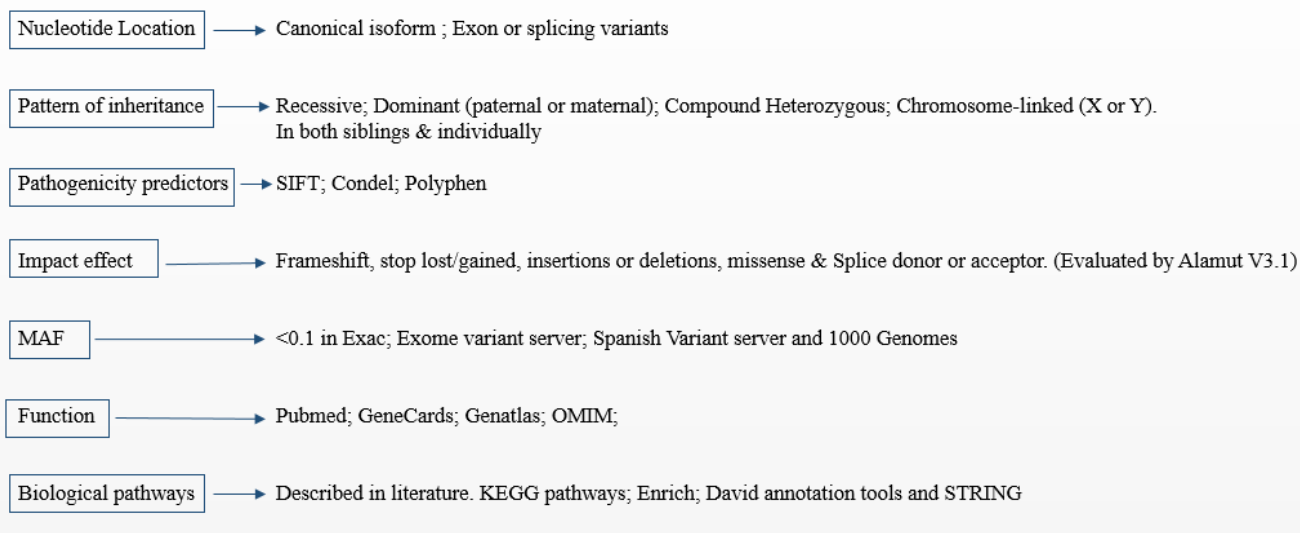 Nucleotide Location Canonical isoform ; Exon or splicing variants
Pattern of inheritance Recessive; Dominant (paternal or maternal); Compound Heterozygous; Chromosome-linked (X or Y).
In both siblings & individually
Pathogenicity predictors SIFT; Condel; Polyphen
Impact effect Frameshift, stop lost/gained, insertions or deletions, missense & Splice donor or acceptor. (Evaluated by Alamut V3.1)
MAF <0.1 in Exac; Exome variant server; Spanish Variant server and 1000 Genomes
Function Pubmed; GeneCards; Genatlas; OMIM;
Biological pathways Described in literature. KEGG pathways; Enrich; David annotation tools and STRING